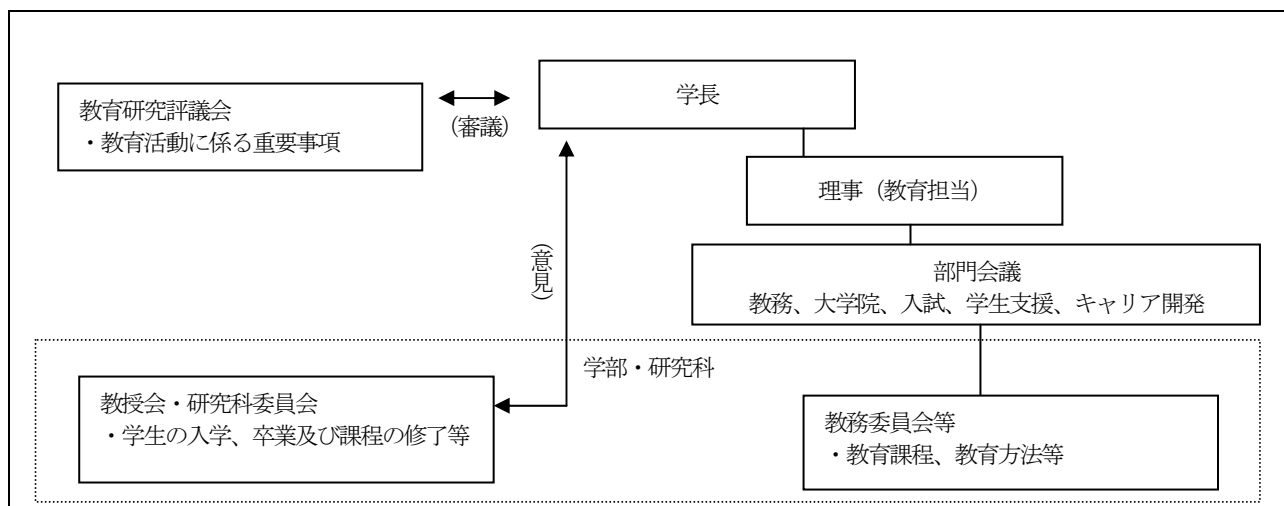 学長
教育研究評議会
・教育活動に係る重要事項
(審議)
理事（教育担当）
(意見)
部門会議
教務、大学院、入試、学生支援、キャリア開発
学部・研究科
教授会・研究科委員会
・学生の入学、卒業及び課程の修了等
教務委員会等
・教育課程、教育方法等